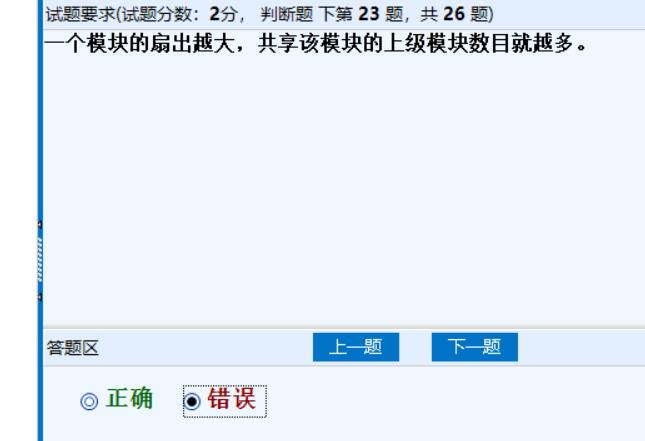 试题要求(试题分数：2分， 判断题 下第 23 题，共 26 题)
一个模块的扇出越大，共享该模块的上级模块数目就越多。
答题区 上一题 下一题
正确 错误